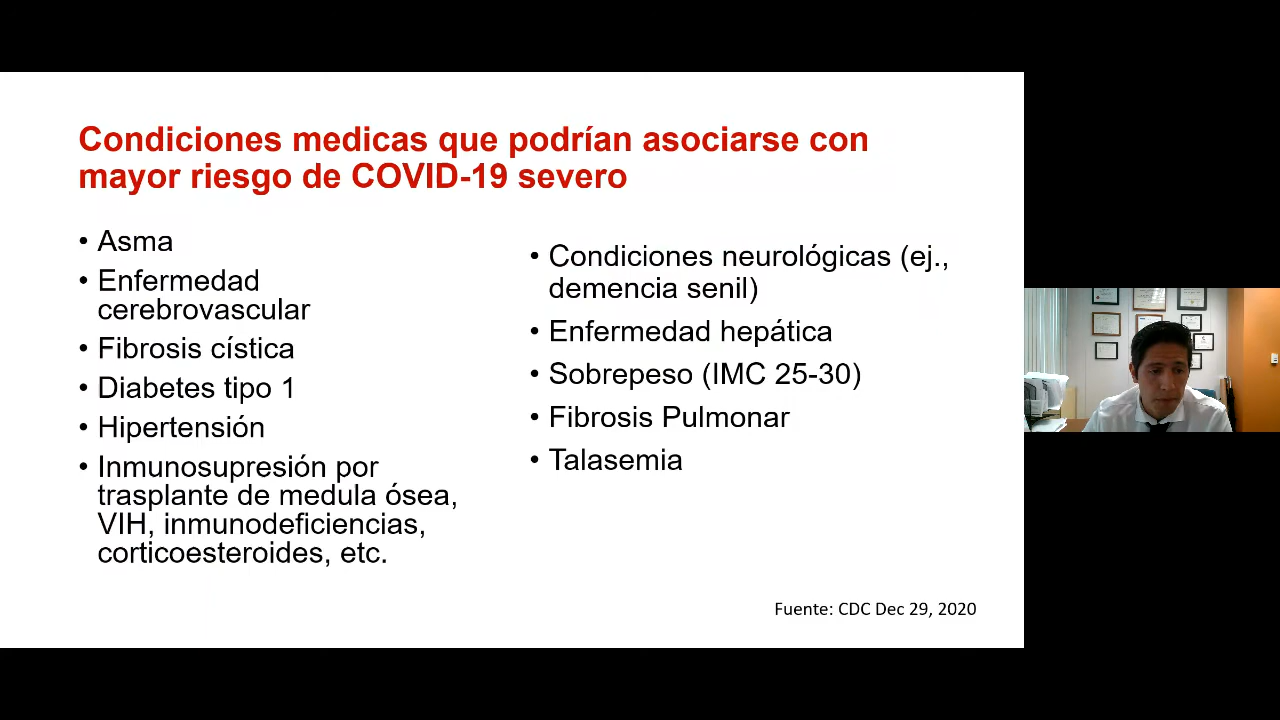 Condiciones medicas que podrían asociarse con
mayor riesgo de COVID-19 severo
• Asma
• Enfermedad
cerebrovascular
• Fibrosis cística
• Diabetes tipo 1
• Hipertensión
• Inmunosupresión por
trasplante de medula ósea,
VIH, inmunodeficiencias,
corticoesteroides, etc.
• Condiciones neurológicas (ej.,
demencia senil)
• Enfermedad hepática
• Sobrepeso (IMC 25-30)
• Fibrosis Pulmonar
• Talasemia
Fuente: CDC Dec 29, 2020